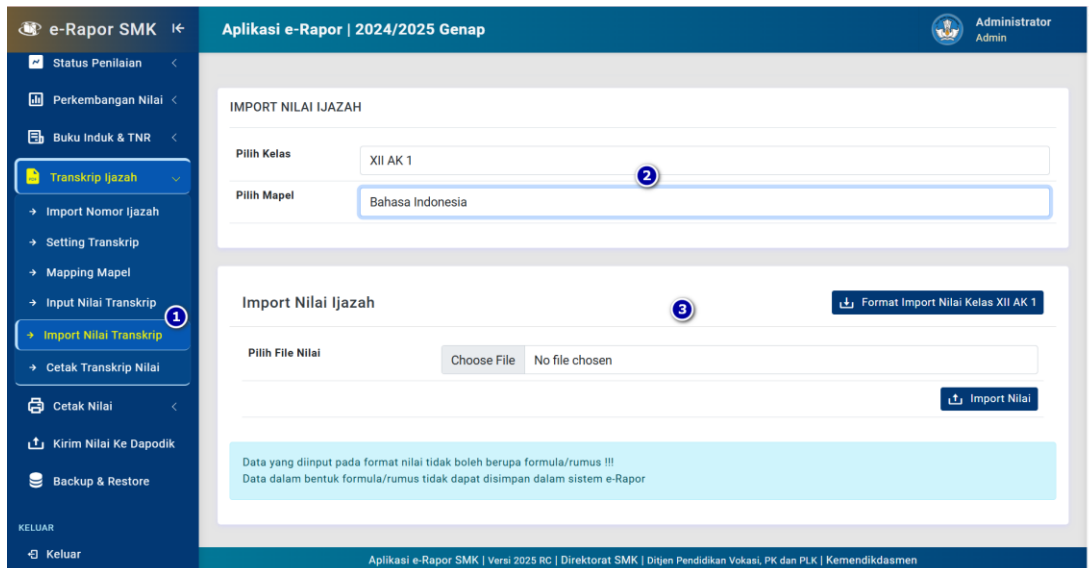 e-Rapor SMK
Aplikasi e-Rapor | 2024/2025 Genap
Administrator
Admin
Status Penilaian
Perkembangan Nilai
Buku Induk & TNR
Transkrip Ijazah
Import Nomor Ijazah
Setting Transkrip
Mapping Mapel
Input Nilai Transkrip
1
Import Nilai Transkrip
Cetak Transkrip Nilai
Cetak Nilai
Kirim Nilai Ke Dapodik
Backup & Restore
KELUAR
Keluar
IMPORT NILAI IJAZAH
Pilih Kelas
XII AK 1
2
Pilih Mapel
Bahasa Indonesia
Import Nilai Ijazah
3
Format Import Nilai Kelas XII AK 1
Pilih File Nilai
Choose File No file chosen
Import Nilai
Data yang diinput pada format nilai tidak boleh berupa formula/rumus !!!
Data dalam bentuk formula/rumus tidak dapat disimpan dalam sistem e-Rapor
Aplikasi e-Rapor SMK | Versi 2025 RC | Direktorat SMK | Ditjen Pendidikan Vokasi, PK dan PLK | Kemendikdasmen